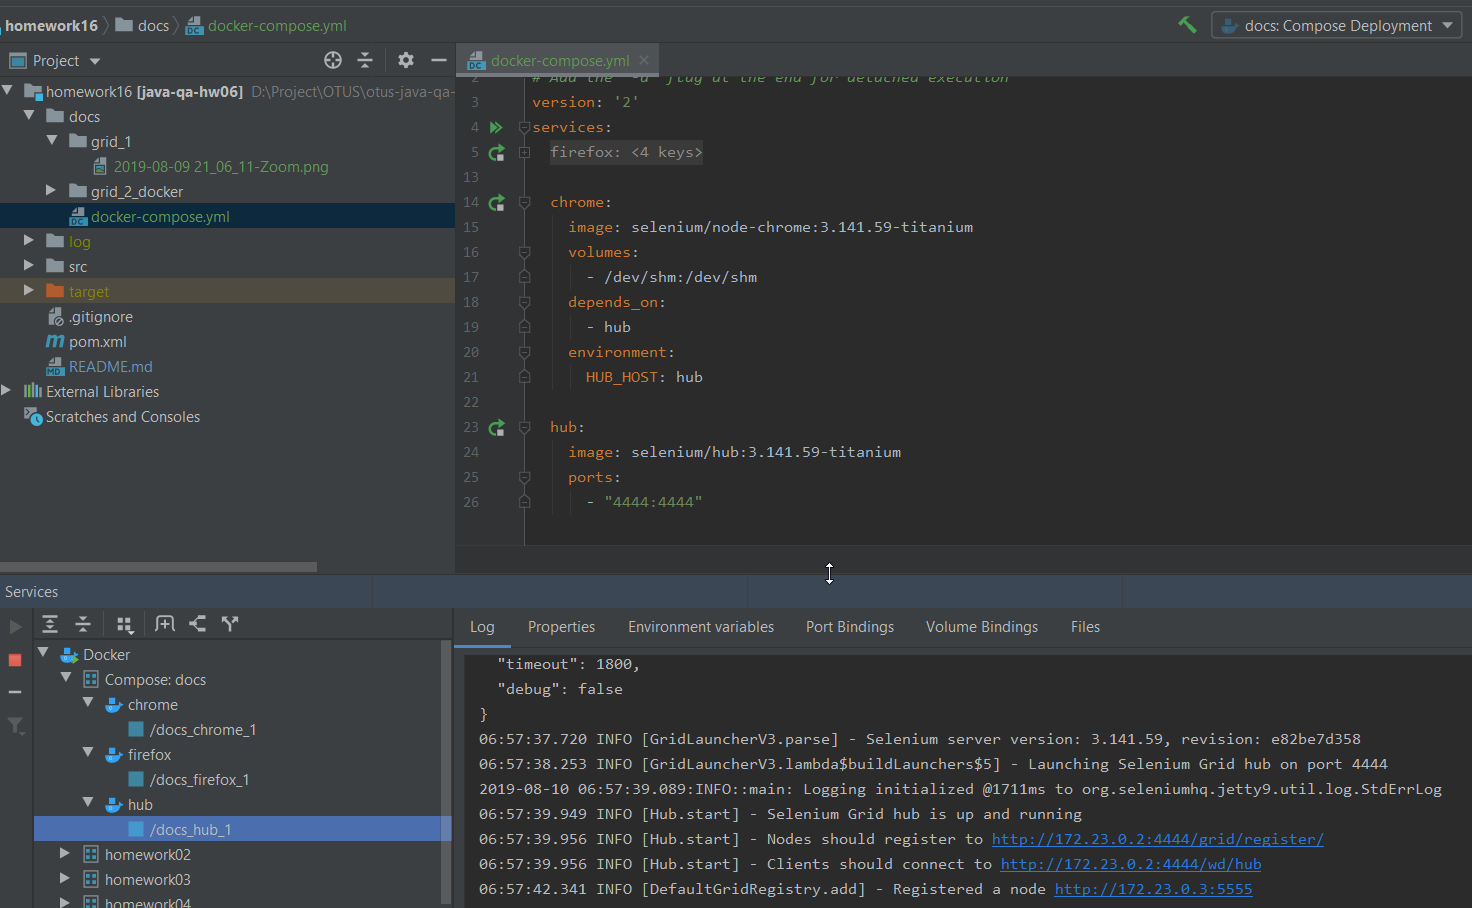 homework16 docs docker-compose.yml docs: Compose Deployment
Project
homework16 [java-qa-hw06] D:\Project\OTUS\otus-java-qa-
docs
grid_1
2019-08-09 21_06_11-Zoom.png
grid_2_docker
docker-compose.yml
log
src
target
.gitignore
pom.xml
README.md
External Libraries
Scratches and Consoles
docker-compose.yml
2 # Add the `-d` flag at the end for detached execution
3 version: '2'
4 services:
5 firefox: <4 keys>
13
14 chrome:
15 image: selenium/node-chrome:3.141.59-titanium
16 volumes:
17 - /dev/shm:/dev/shm
18 depends_on:
19 - hub
20 environment:
21 HUB_HOST: hub
22
23 hub:
24 image: selenium/hub:3.141.59-titanium
25 ports:
26 - "4444:4444"
Services
Docker
Compose: docs
chrome
/docs_chrome_1
firefox
/docs_firefox_1
hub
/docs_hub_1
homework02
homework03
homework04
Log Properties Environment variables Port Bindings Volume Bindings Files
"timeout": 1800,
"debug": false
}
06:57:37.720 INFO [GridLauncherV3.parse] - Selenium server version: 3.141.59, revision: e82be7d358
06:57:38.253 INFO [GridLauncherV3.lambda$buildLaunchers$5] - Launching Selenium Grid hub on port 4444
2019-08-10 06:57:39.089:INFO::main: Logging initialized @1711ms to org.seleniumhq.jetty9.util.log.StdErrLog
06:57:39.949 INFO [Hub.start] - Selenium Grid hub is up and running
06:57:39.956 INFO [Hub.start] - Nodes should register to http://172.23.0.2:4444/grid/register/
06:57:39.956 INFO [Hub.start] - Clients should connect to http://172.23.0.2:4444/wd/hub
06:57:42.341 INFO [DefaultGridRegistry.add] - Registered a node http://172.23.0.3:5555